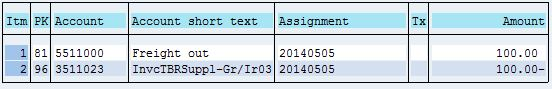 Itm PK Account Account short text Assignment Tx Amount
1 81 5511000 Freight out 20140505 100.00
2 96 3511023 InvcTBRSuppl-Gr/Ir03 20140505 100.00-